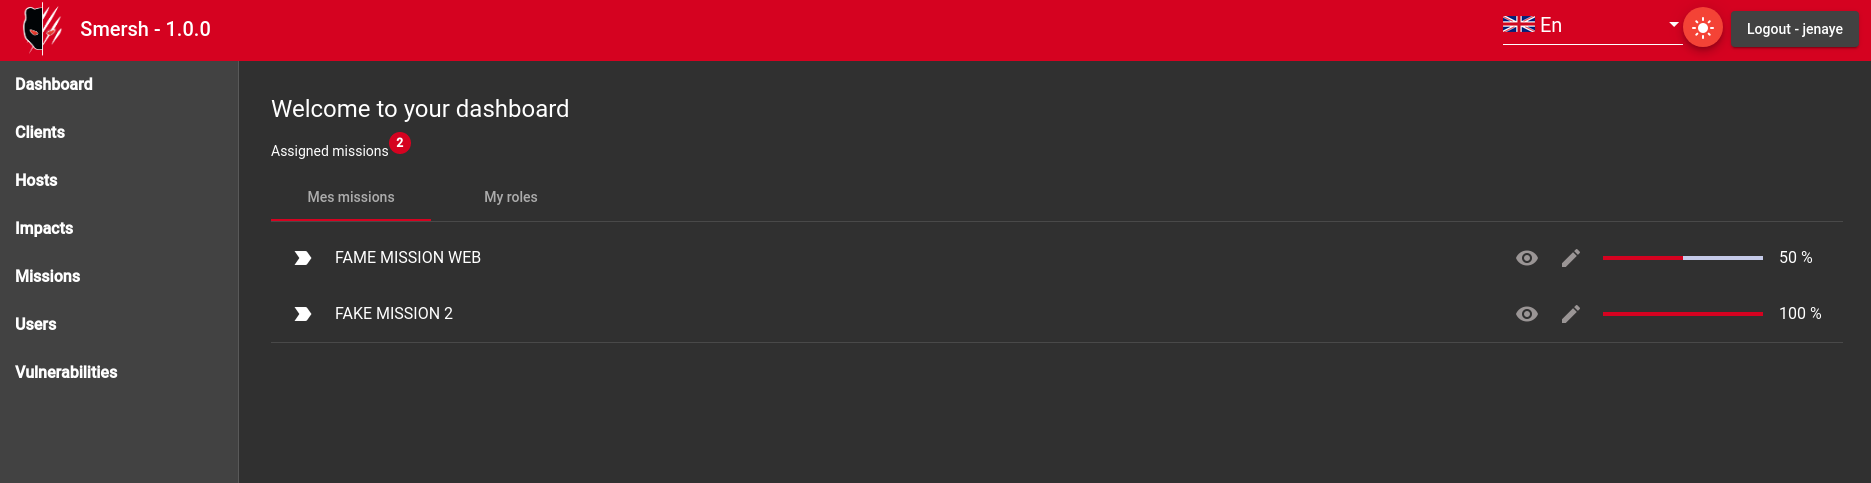 Smersh - 1.0.0
En
Logout - jenaye
Dashboard
Clients
Hosts
Impacts
Missions
Users
Vulnerabilities
Welcome to your dashboard
Assigned missions 2
Mes missions
My roles
FAME MISSION WEB
50 %
FAKE MISSION 2
100 %